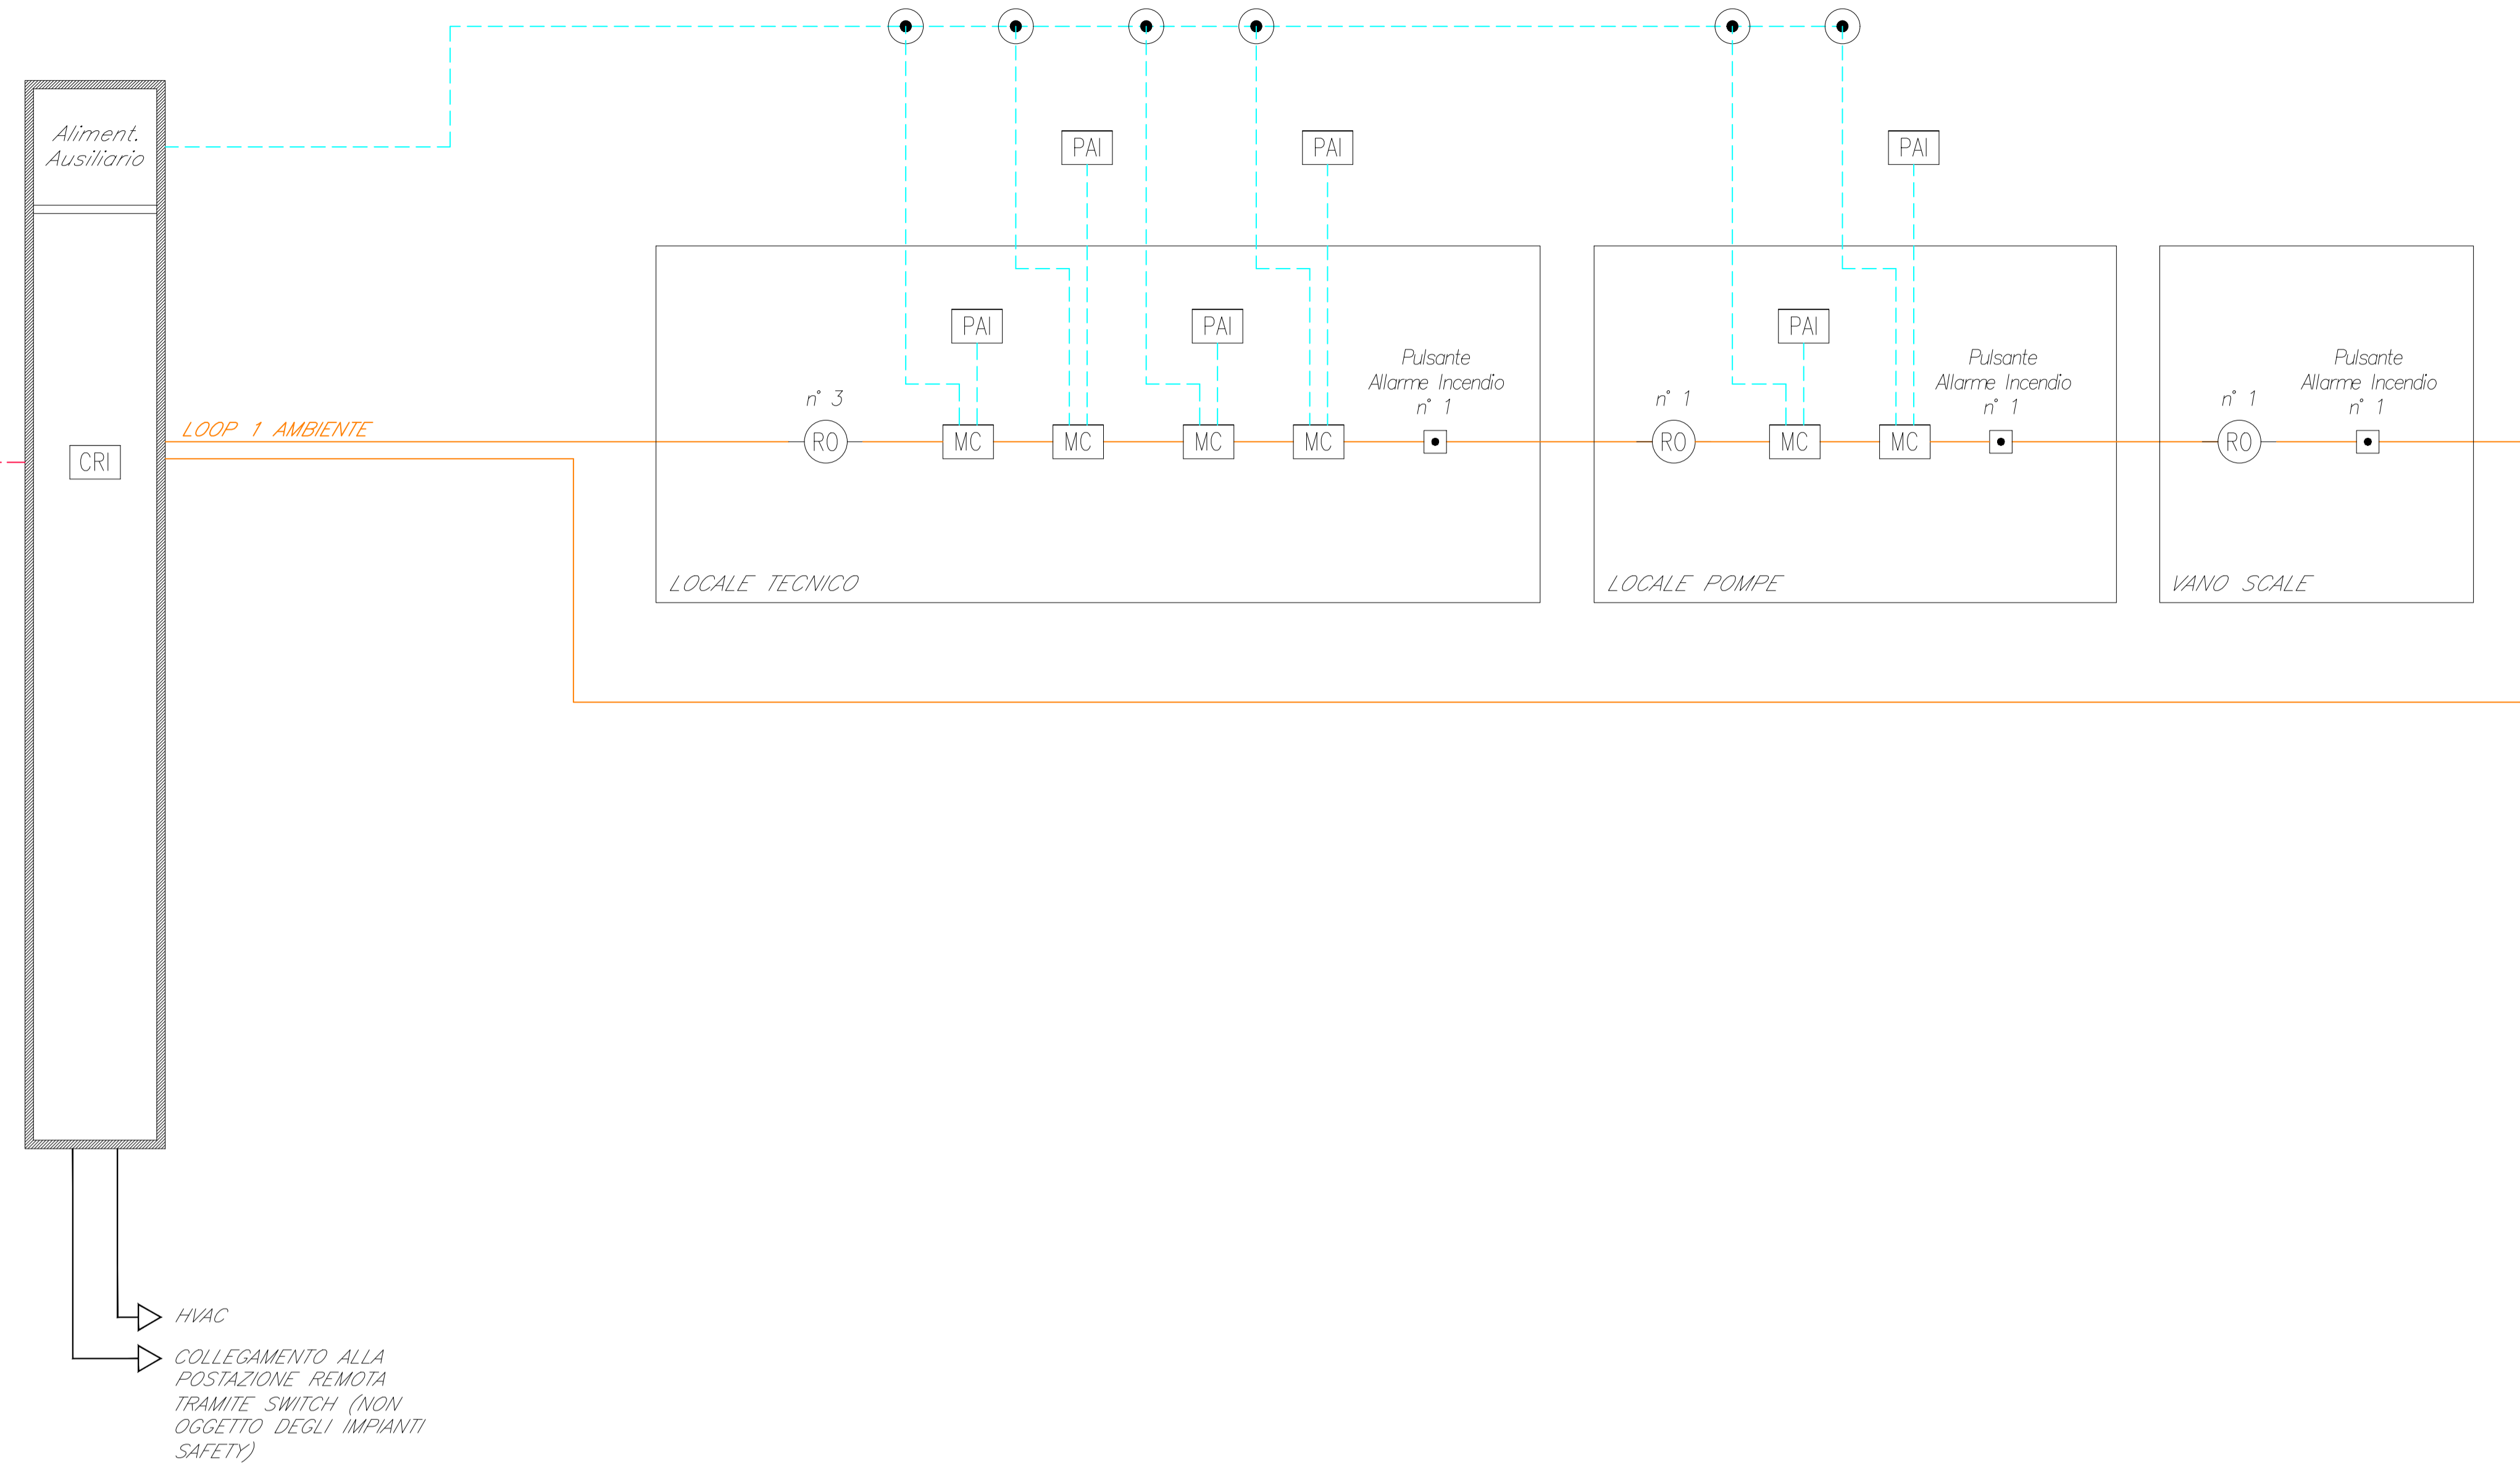 Aliment.
Ausiliario
PAI
PAI
PAI
PAI
PAI
PAI
CRI
LOOP 1 AMBIENTE
n° 3
RO
MC
MC
MC
MC
Pulsante
Allarme Incendio
n° 1
LOCALE TECNICO
n° 1
RO
MC
MC
Pulsante
Allarme Incendio
n° 1
LOCALE POMPE
n° 1
RO
Pulsante
Allarme Incendio
n° 1
VANO SCALE
HVAC
COLLEGAMENTO ALLA
POSTAZIONE REMOTA
TRAMITE SWITCH (NON
OGGETTO DEGLI IMPIANTI
SAFETY)